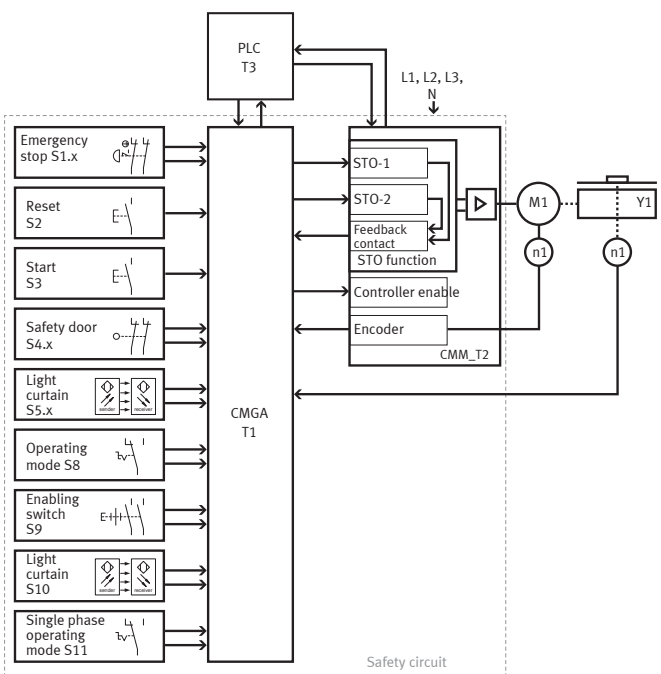 PLC
T3
L1, L2, L3,
N
Emergency
stop S1.x
Reset
S2
Start
S3
Safety door
S4.x
Light
curtain
S5.x
sender
receiver
Operating
mode S8
Enabling
switch
S9
Light
curtain
S10
sender
receiver
Single phase
operating
mode S11
CMGA
T1
STO-1
STO-2
Feedback
contact
STO function
Controller enable
Encoder
CMM_T2
M1
Y1
n1
n1
Safety circuit